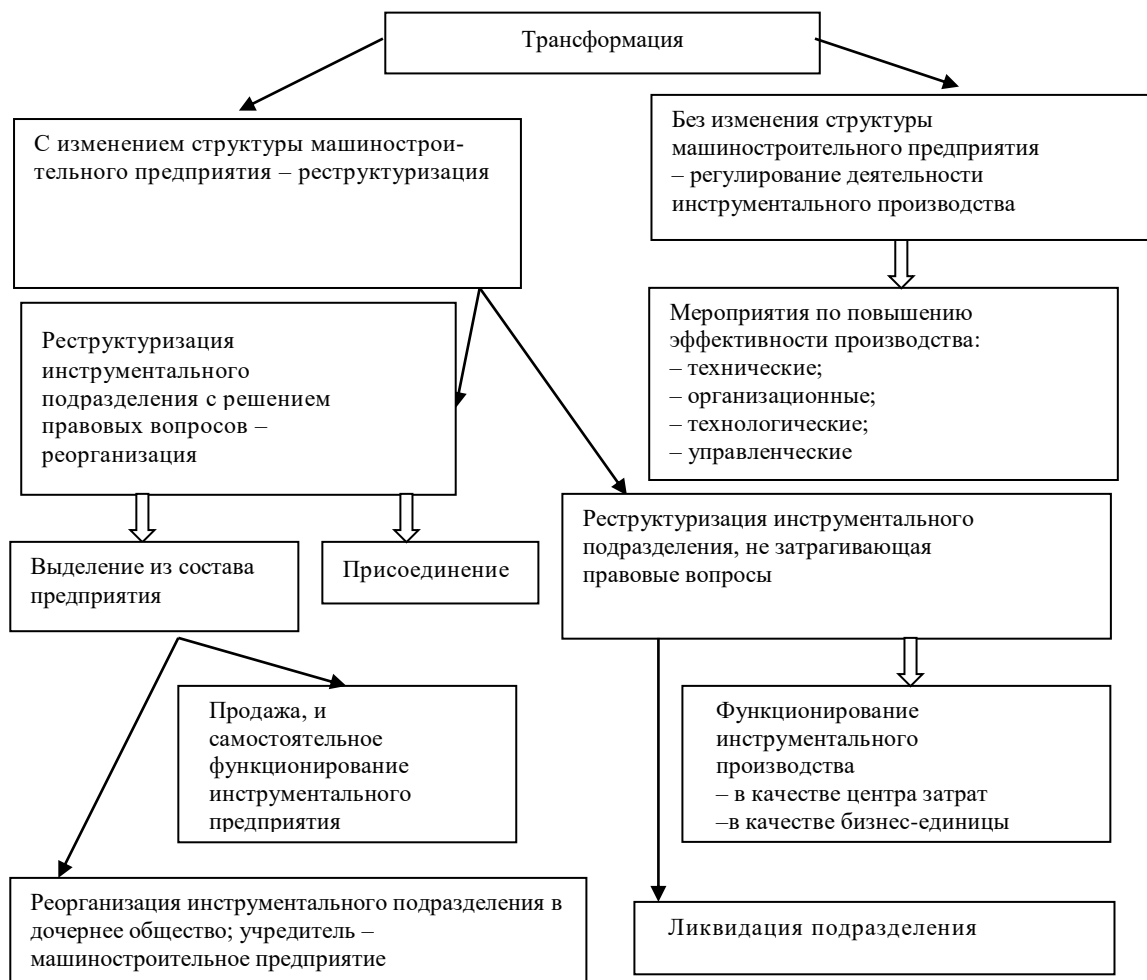 Трансформация
С изменением структуры машинострои-
тельного предприятия – реструктуризация
Без изменения структуры
машиностроительного предприятия
– регулирование деятельности
инструментального производства
Реструктуризация
инструментального
подразделения с решением
правовых вопросов –
реорганизация
Мероприятия по повышению
эффективности производства:
– технические;
– организационные;
– технологические;
– управленческие
Выделение из состава
предприятия
Присоединение
Реструктуризация инструментального
подразделения, не затрагивающая
правовые вопросы
Продажа, и
самостоятельное
функционирование
инструментального
предприятия
Функционирование
инструментального
производства
– в качестве центра затрат
–в качестве бизнес-единицы
Реорганизация инструментального подразделения в
дочернее общество; учредитель –
машиностроительное предприятие
Ликвидация подразделения